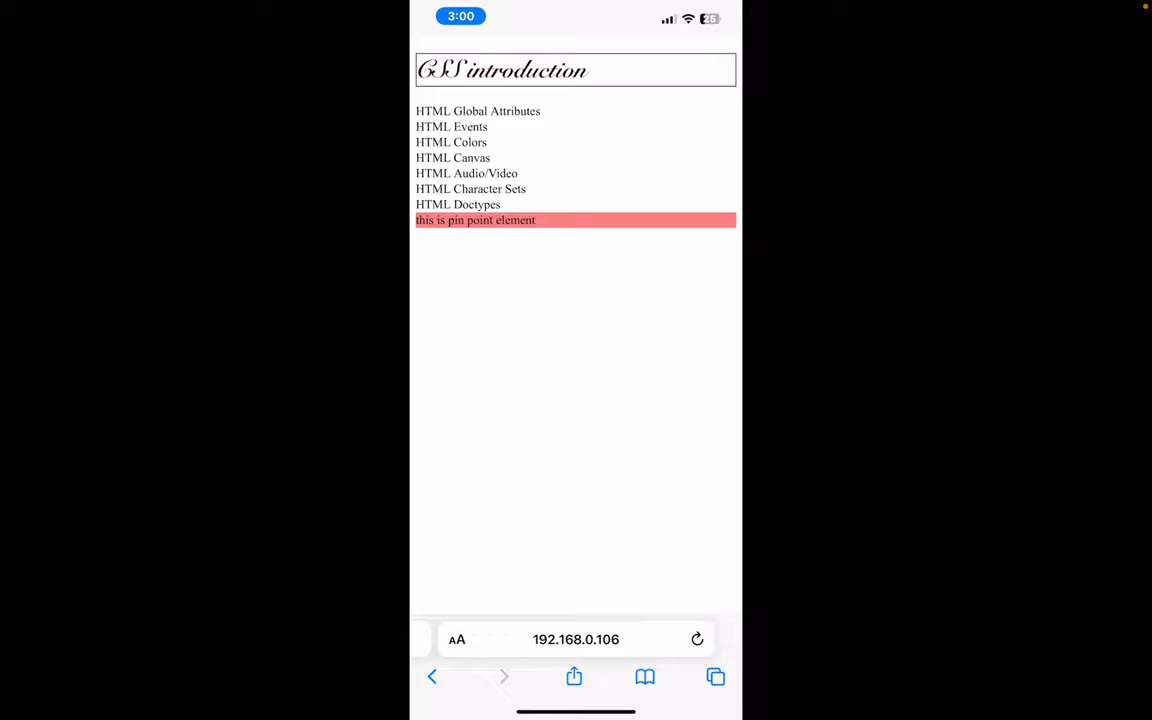 3:00
25
CSS introduction
HTML Global Attributes
HTML Events
HTML Colors
HTML Canvas
HTML Audio/Video
HTML Character Sets
HTML Doctypes
this is pin point element
AA 192.168.0.106